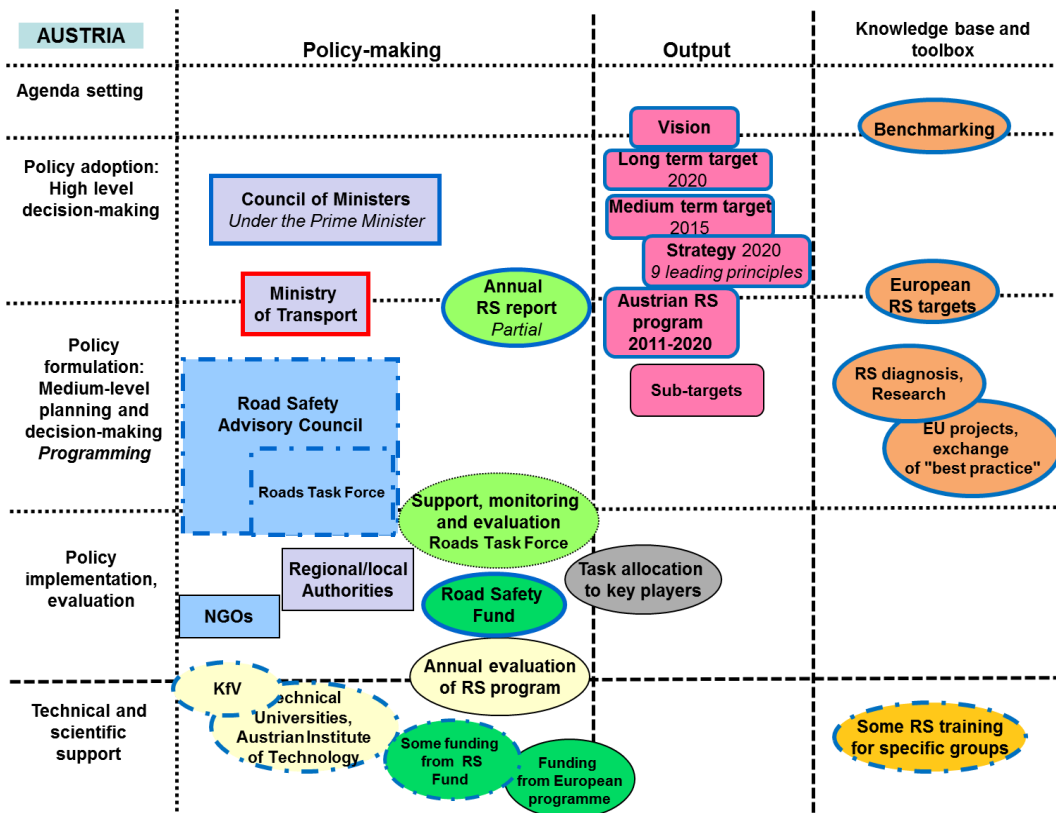 AUSTRIA
Policy-making
Output
Knowledge base and
toolbox
Agenda setting
Vision
Benchmarking
Policy adoption:
High level
decision-making
Council of Ministers
Under the Prime Minister
Long term target
2020
Medium term target
2015
Strategy 2020
9 leading principles
Ministry
of Transport
Annual
RS report
Partial
Austrian RS
program
2011-2020
European
RS targets
Policy
formulation:
Medium-level
planning and
decision-making
Programming
Road Safety
Advisory Council
Roads Task Force
Sub-targets
RS diagnosis,
Research
EU projects,
exchange
of "best practice"
Support, monitoring
and evaluation
Roads Task Force
Policy
implementation,
evaluation
Regional/local
Authorities
NGOs
Road Safety
Fund
Task allocation
to key players
Annual evaluation
of RS program
Technical and
scientific
support
KfV
echnical
Universities,
Austrian Institute
of Technology
Some funding
from RS
Fund
Funding
from European
programme
Some RS training
for specific groups